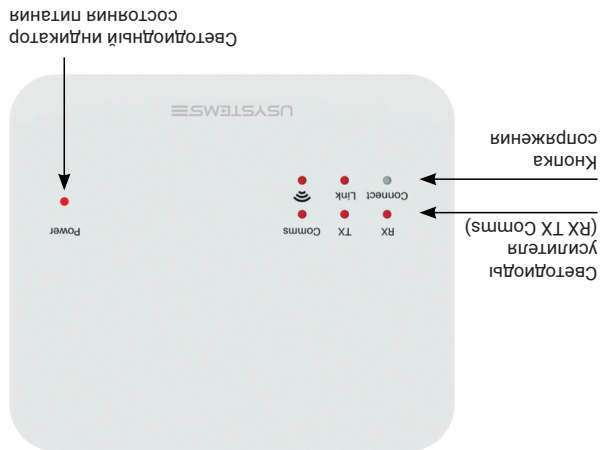 Светодиоды
усилителя
(RX TX Comms)
RX TX Comms Power
Кнопка
сопряжения
Connect Link
USYSTEMS
Светодиодный индикатор
состояния питания